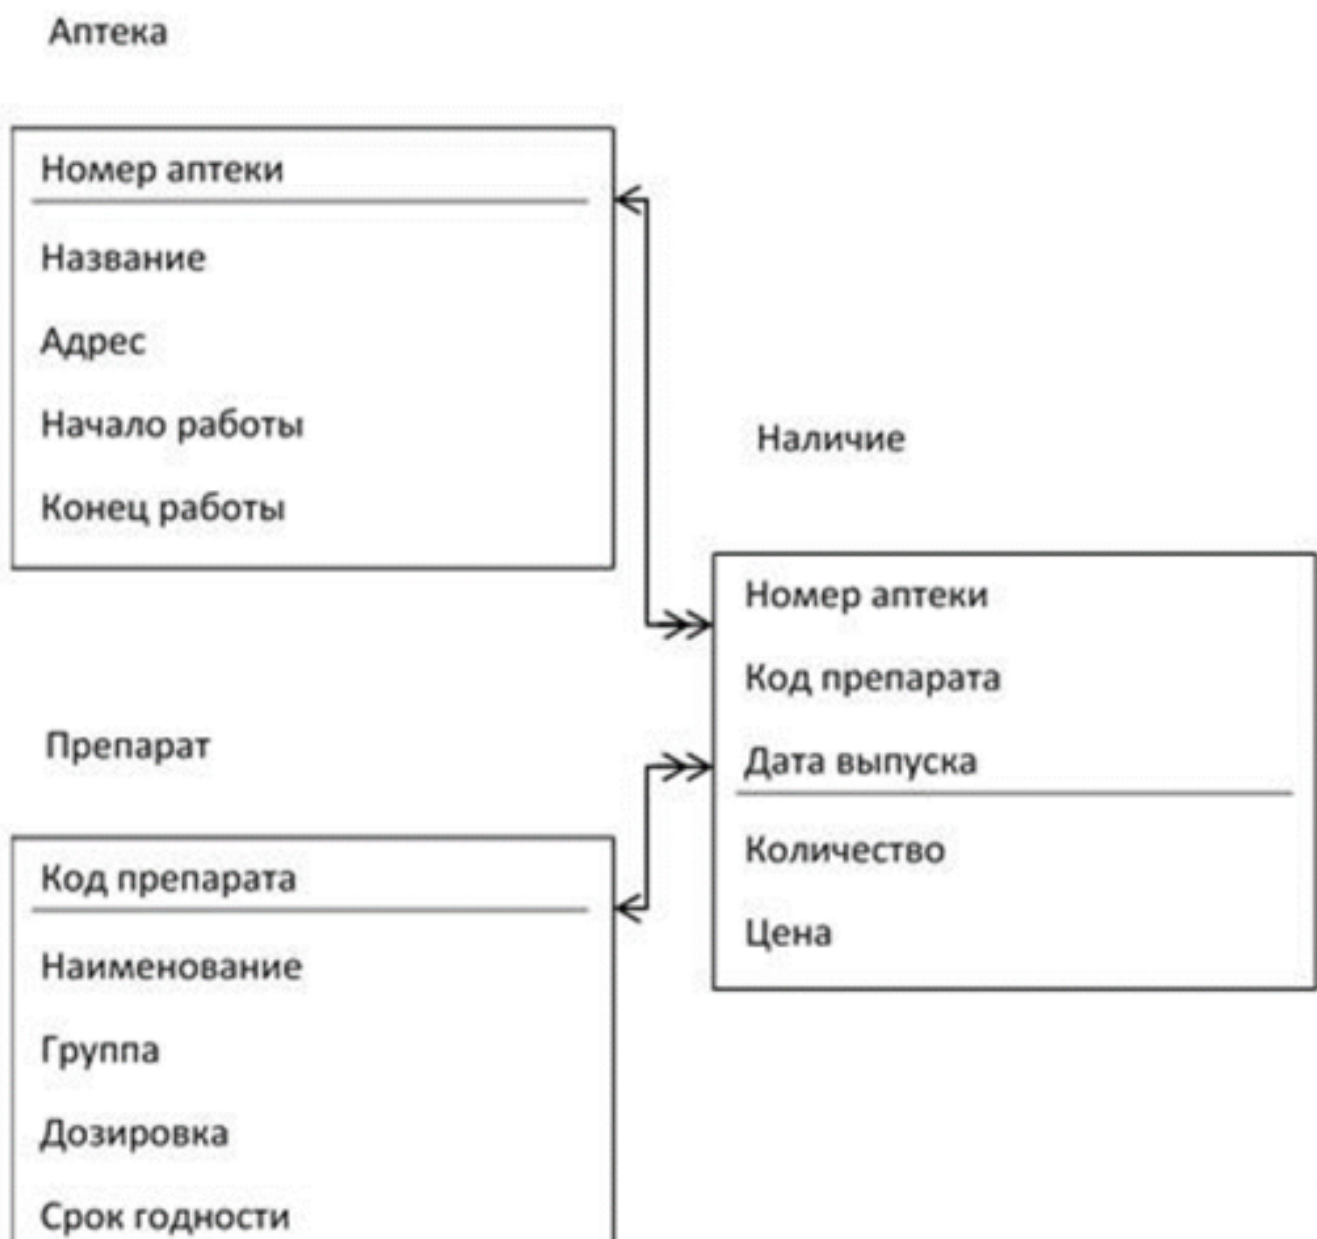 Аптека
Номер аптеки
Название
Адрес
Начало работы
Конец работы
Наличие
Номер аптеки
Код препарата
Дата выпуска
Количество
Цена
Препарат
Код препарата
Наименование
Группа
Дозировка
Срок годности